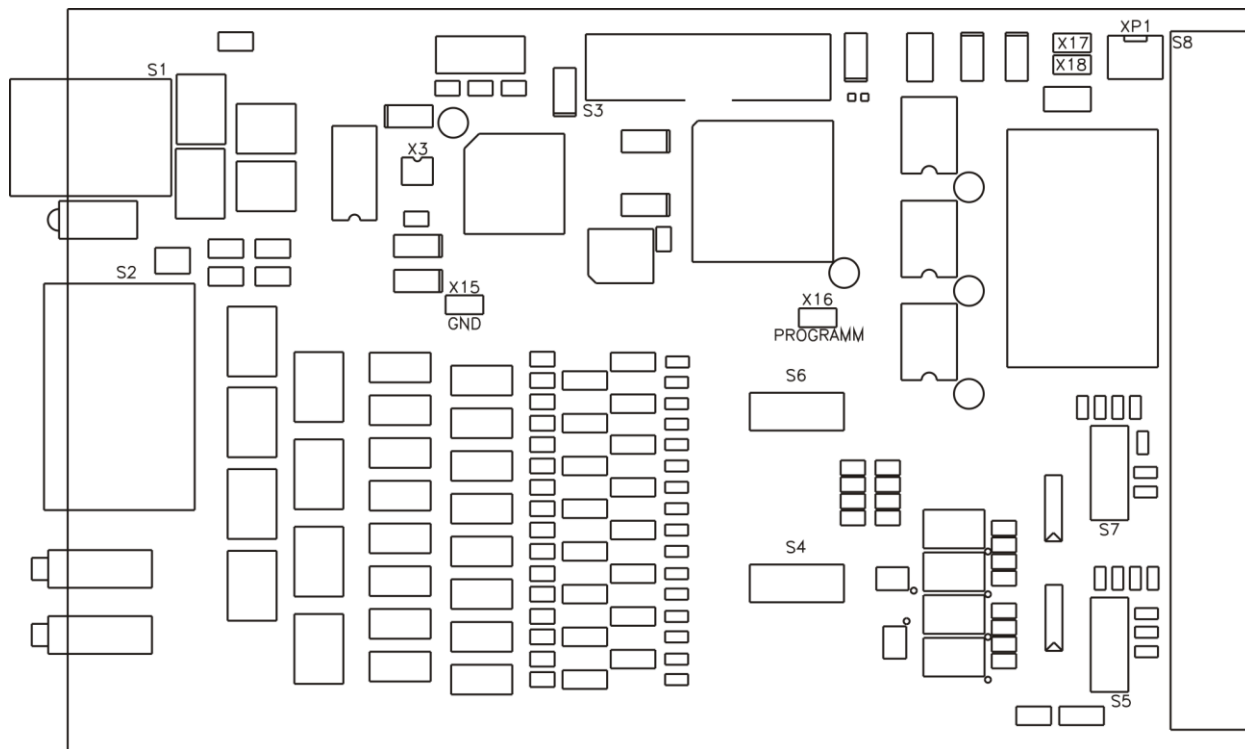 XP1
X17
S8
X18
S1
S3
X3
S2
X15
GND
X16
PROGRAMM
S6
S7
S4
S5